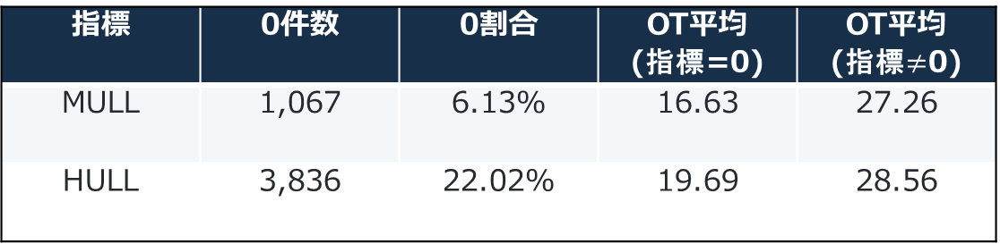 指標 0件数 0割合 OT平均 OT平均
(指標=0) (指標≠0)
MULL 1,067 6.13% 16.63 27.26
HULL 3,836 22.02% 19.69 28.56